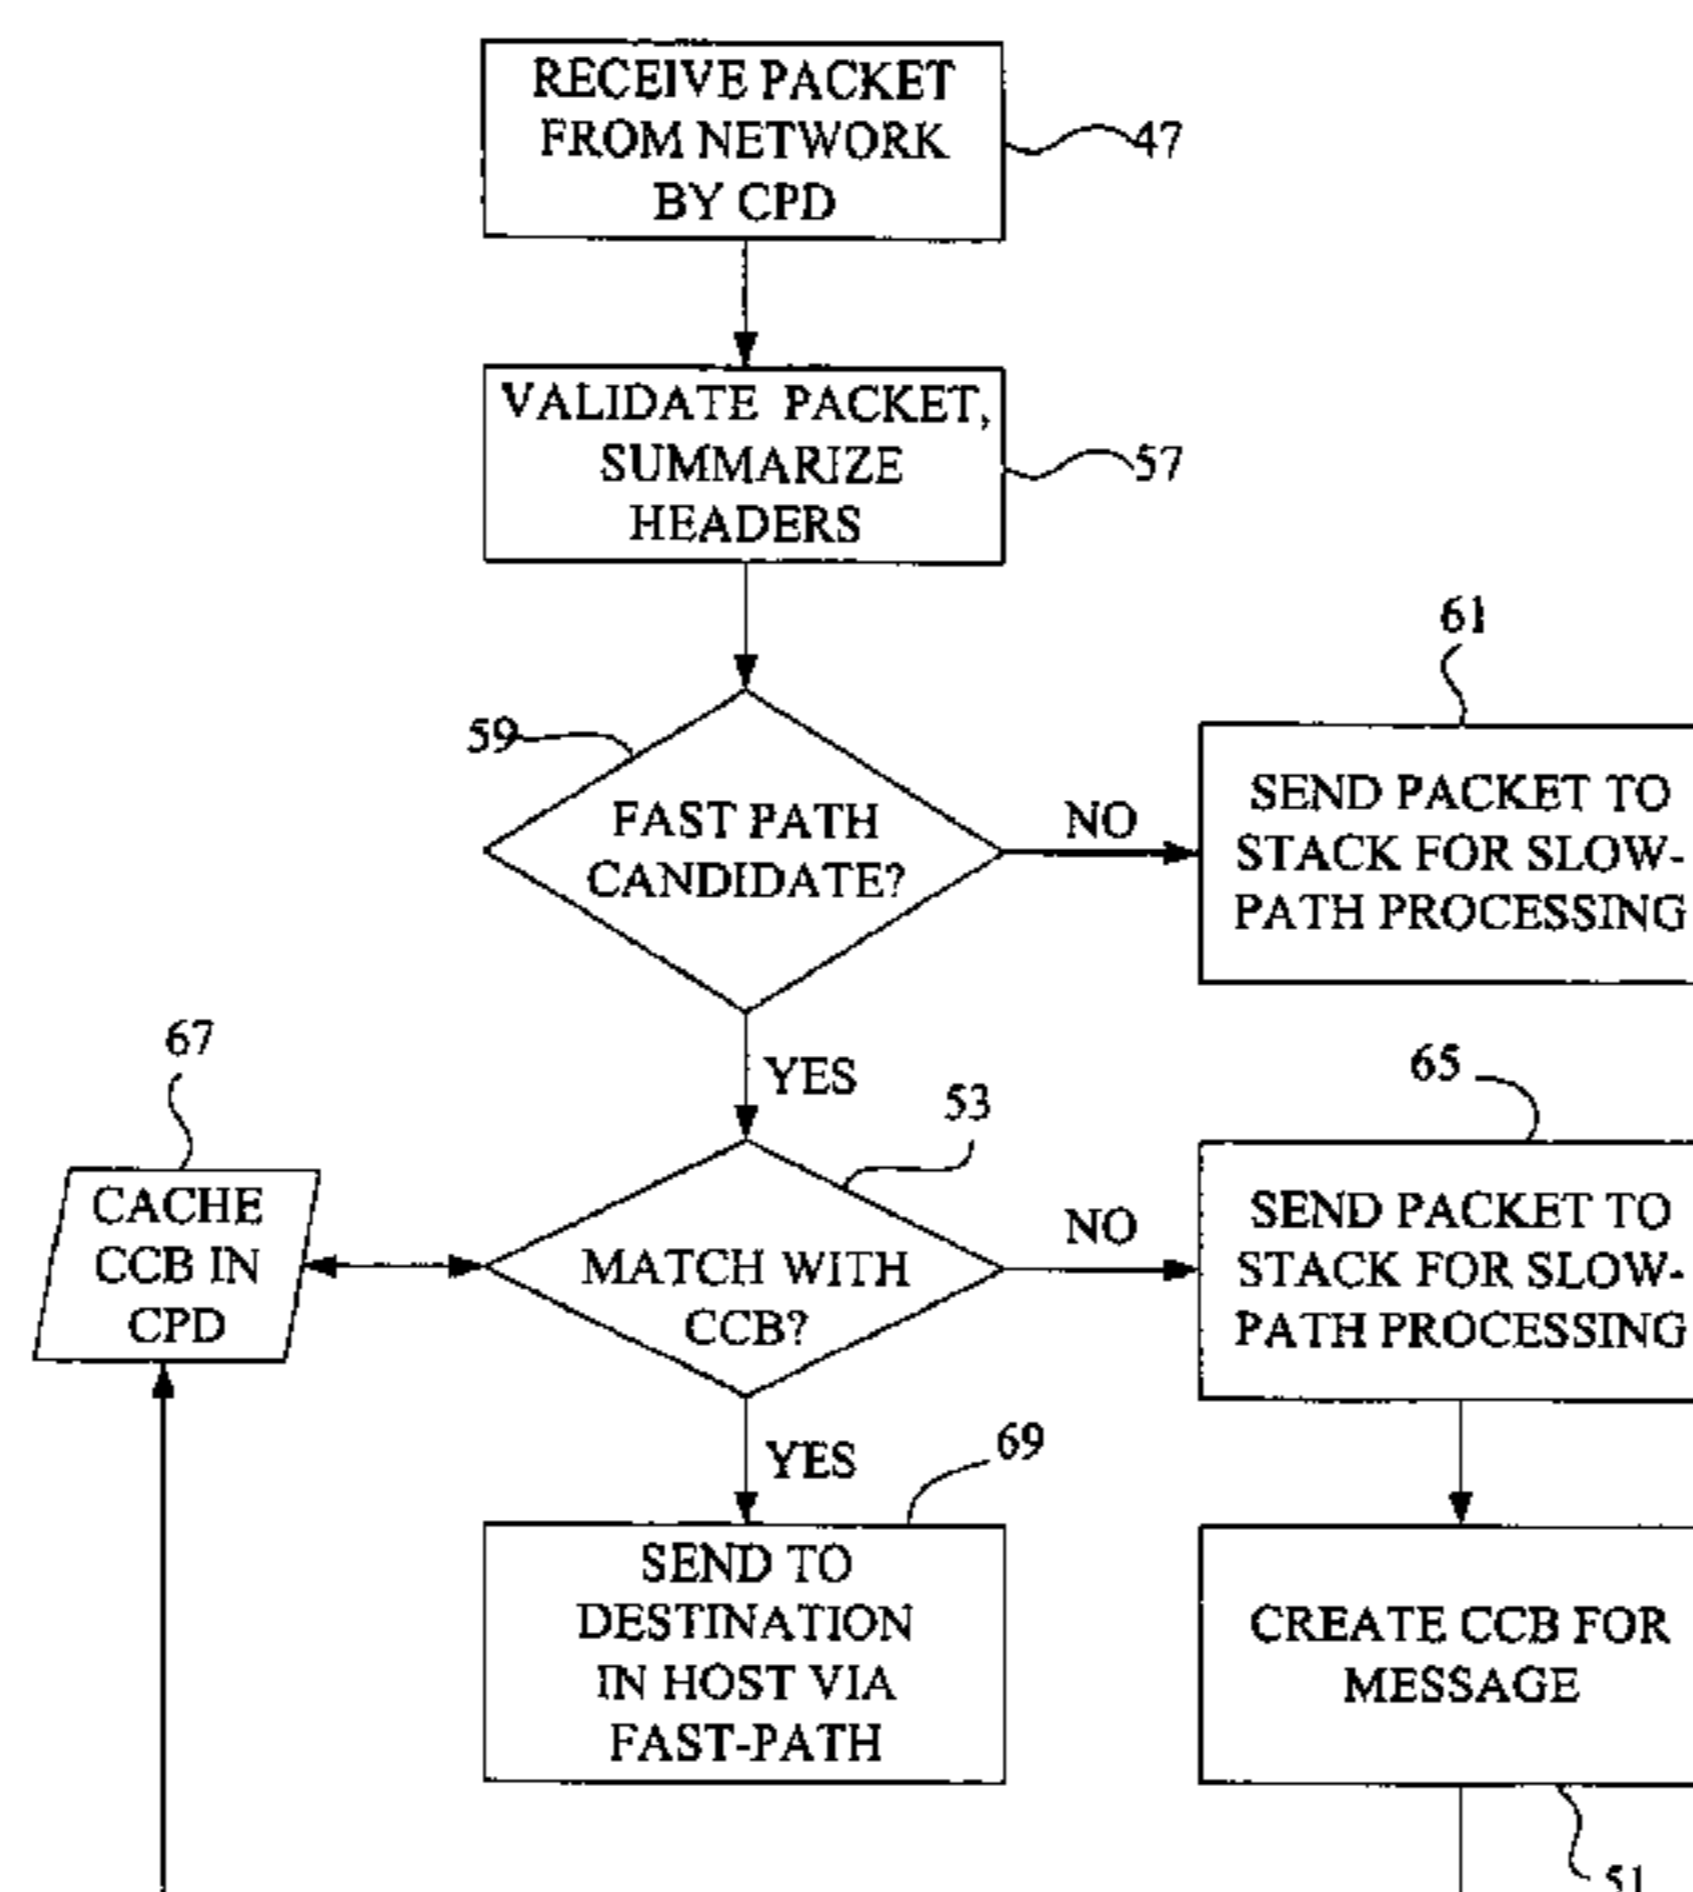 RECEIVE PACKET
FROM NETWORK
BY CPD
47
VALIDATE PACKET,
SUMMARIZE
HEADERS
57
61
59
FAST PATH
CANDIDATE?
NO
SEND PACKET TO
STACK FOR SLOW-
PATH PROCESSING
67
YES
53
65
CACHE
CCB IN
CPD
MATCH WITH
CCB?
NO
SEND PACKET TO
STACK FOR SLOW-
PATH PROCESSING
YES
69
SEND TO
DESTINATION
IN HOST VIA
FAST-PATH
CREATE CCB FOR
MESSAGE
51